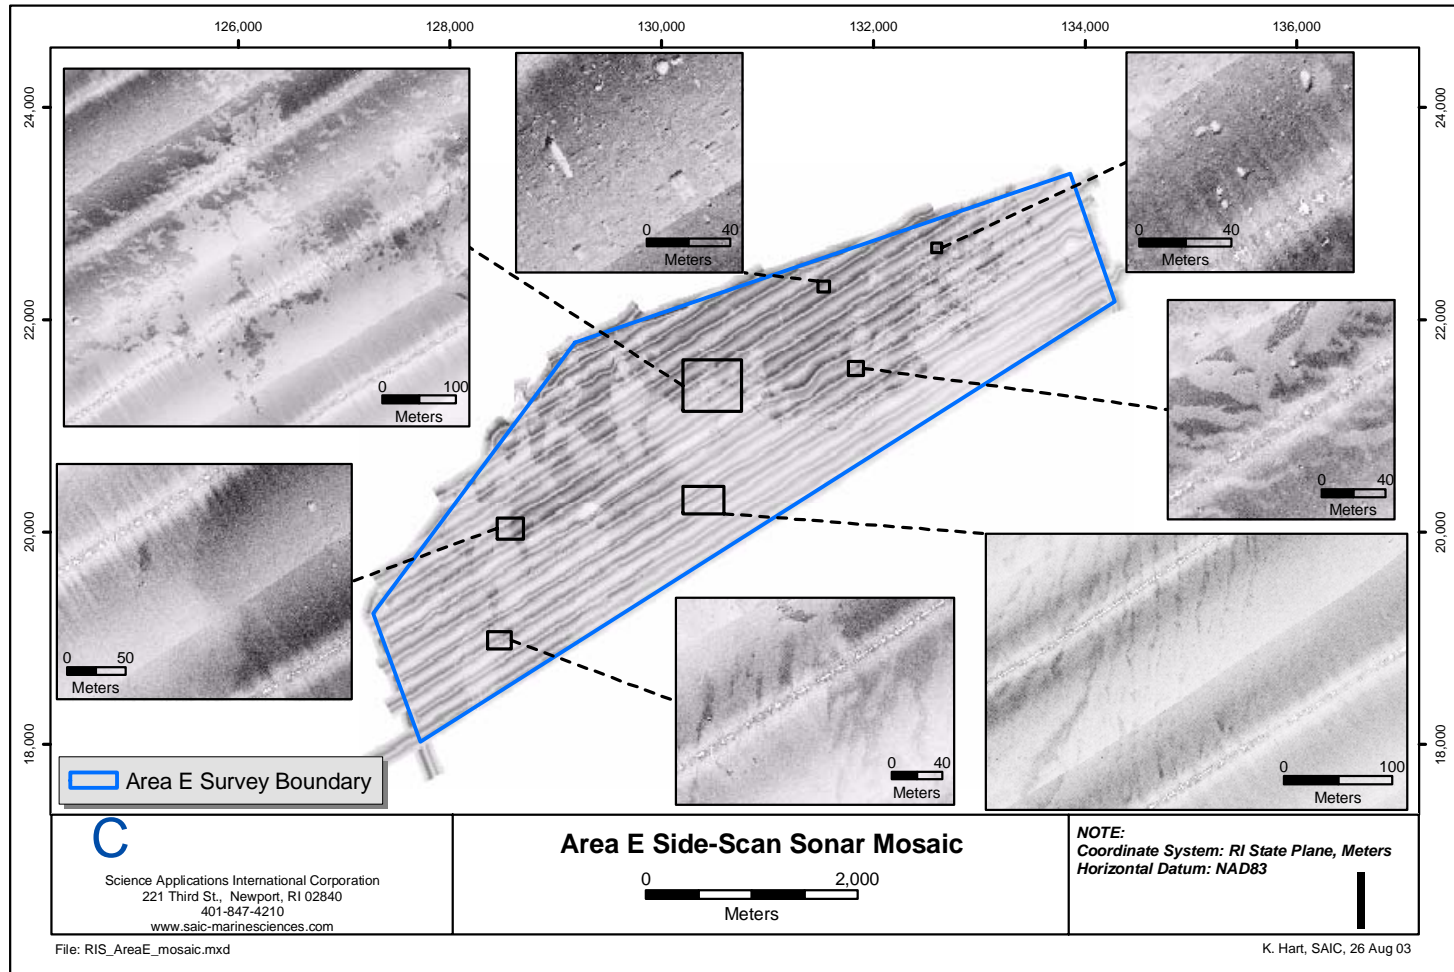 126,000 128,000 130,000 132,000 134,000 136,000
24,000 24,000
22,000 22,000
20,000 20,000
18,000 18,000
0 100
Meters
0 40
Meters
0 40
Meters
0 40
Meters
0 50
Meters
0 40
Meters
0 100
Meters
Area E Survey Boundary
C
Science Applications International Corporation
221 Third St., Newport, RI 02840
401-847-4210
www.saic-marinesciences.com
Area E Side-Scan Sonar Mosaic
0 2,000
Meters
NOTE:
Coordinate System: RI State Plane, Meters
Horizontal Datum: NAD83
File: RIS_AreaE_mosaic.mxd
K. Hart, SAIC, 26 Aug 03